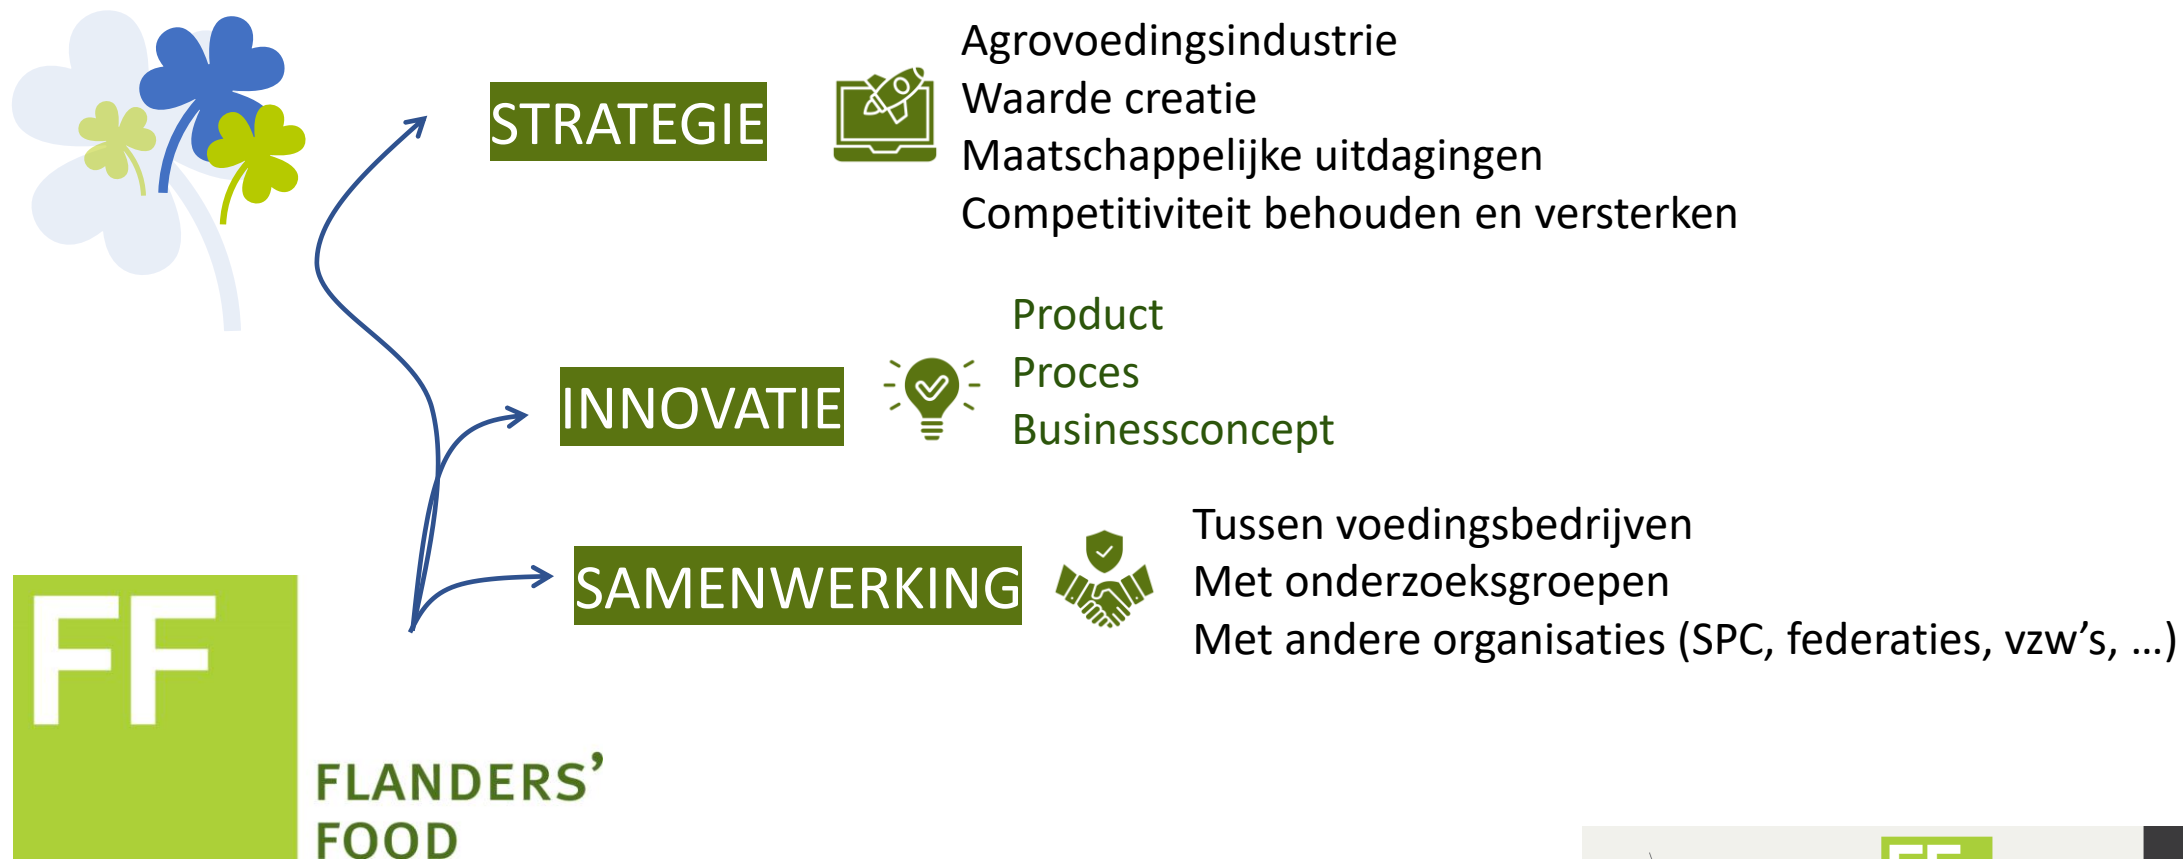 STRATEGIE
Agrovoedingsindustrie
Waarde creatie
Maatschappelijke uitdagingen
Competitiviteit behouden en versterken
INNOVATIE
Product
Proces
Businessconcept
SAMENWERKING
Tussen voedingsbedrijven
Met onderzoeksgroepen
Met andere organisaties (SPC, federaties, vzw’s, …)
FF
FLANDERS’
FOOD
FF